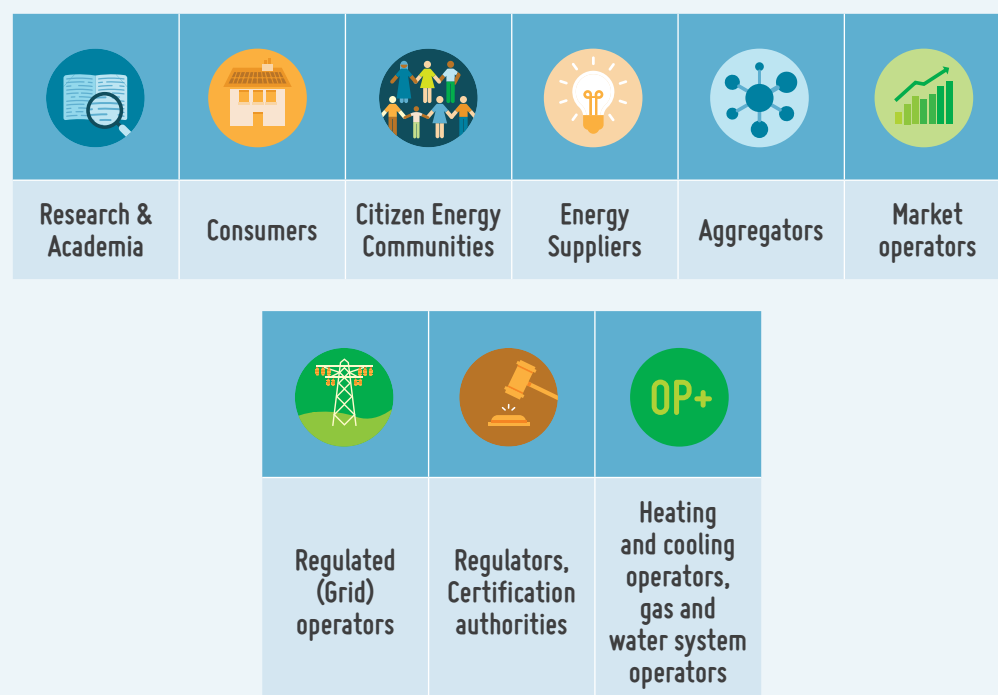 Research &
Academia
Consumers
Citizen Energy
Communities
Energy
Suppliers
Aggregators
Market
operators
OP+
Regulated
(Grid)
operators
Regulators,
Certification
authorities
Heating
and cooling
operators,
gas and
water system
operators